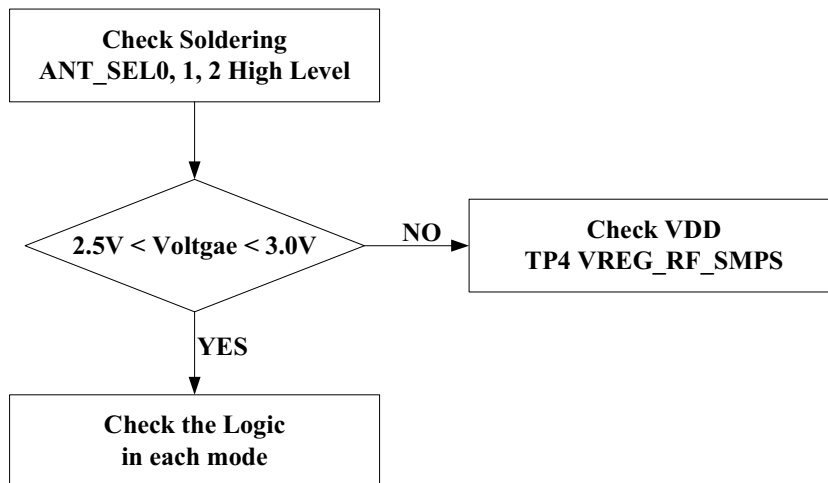 Check Soldering
ANT_SEL0, 1, 2 High Level
2.5V < Voltgae < 3.0V
NO
Check VDD
TP4 VREG_RF_SMPS
YES
Check the Logic
in each mode